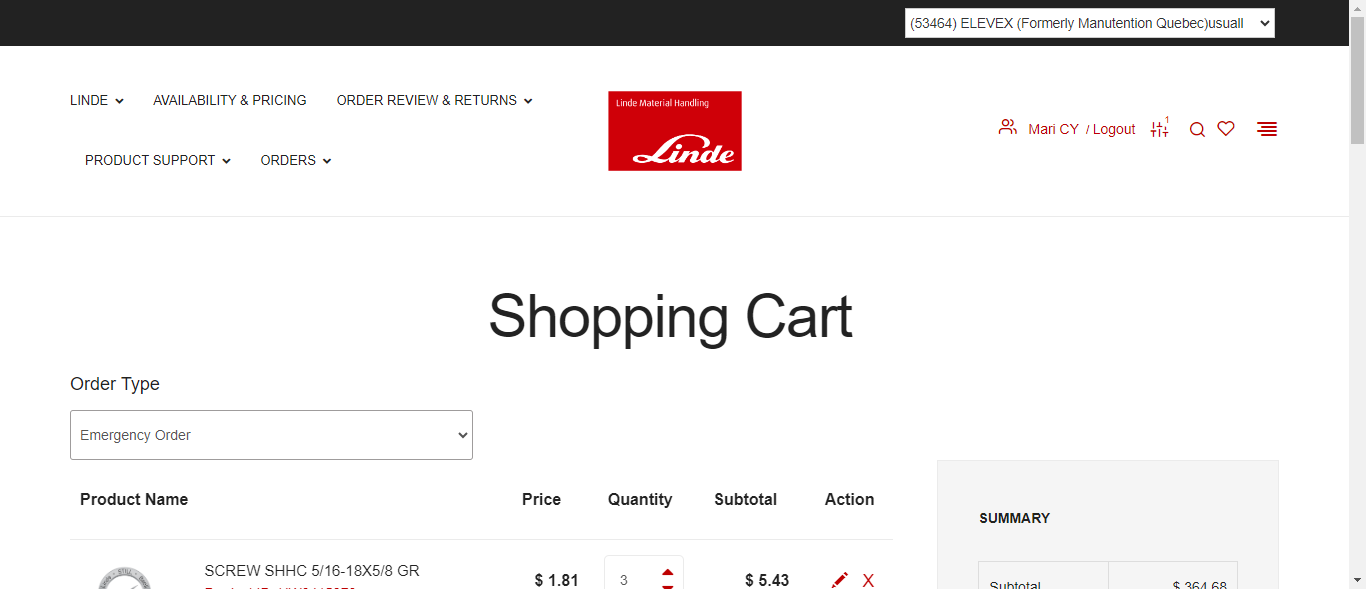 (53464) ELEVEX (Formerly Manutention Quebec)usuall
LINDE
AVAILABILITY & PRICING
ORDER REVIEW & RETURNS
PRODUCT SUPPORT
ORDERS
Linde Material Handling
Linde
Mari CY / Logout
1
Shopping Cart
Order Type
Emergency Order
Product Name Price Quantity Subtotal Action
SCREW SHHC 5/16-18X5/8 GR
$ 1.81
3
$ 5.43
X
SUMMARY
Subtotal $ 364.68